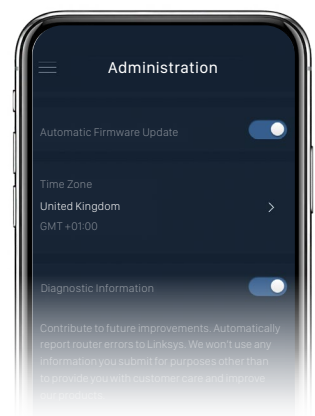 Administration
Automatic Firmware Update
Time Zone
United Kingdom
GMT +01:00
Diagnostic Information
Contribute to future improvements. Automatically
report router errors to Linksys. We won't use any
information you submit for purposes other than
to provide you with customer care and improve
our products.